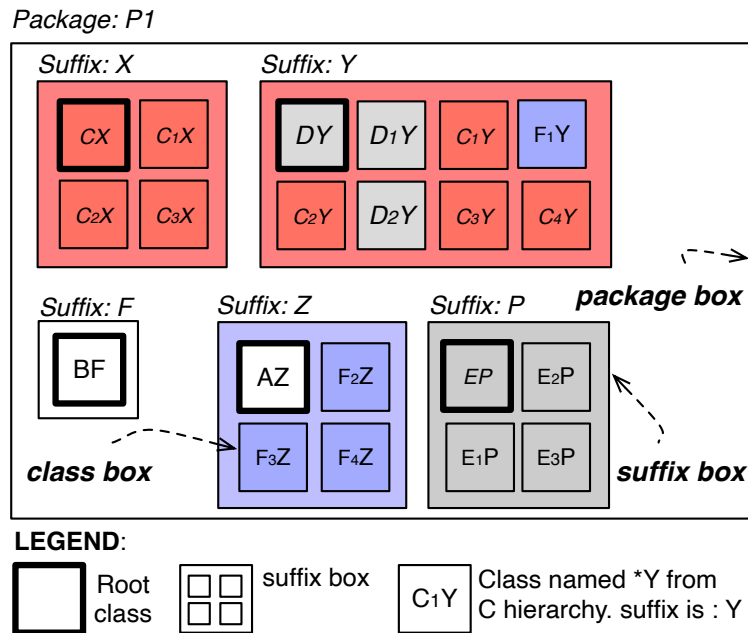 Package: P1
Suffix: X
Suffix: Y
CX
C1X
DY
D1Y
C1Y
F1Y
C2X
C3X
C2Y
D2Y
C3Y
C4Y
package box
Suffix: F
Suffix: Z
Suffix: P
BF
AZ
F2Z
EP
E2P
class box
F3Z
F4Z
E1P
E3P
suffix box
LEGEND:
Root
class
suffix box
C1Y
Class named *Y from
C hierarchy. suffix is : Y